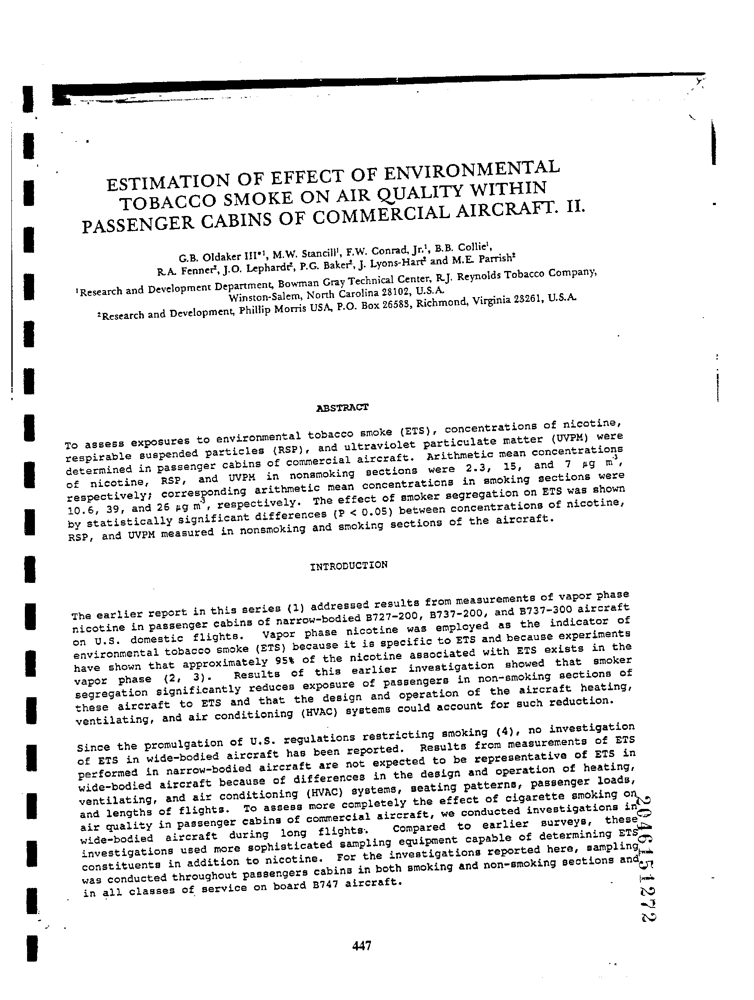 ESTIMATION OF EFFECT OF ENVIRONMENTAL
TOBACCO SMOKE ON AIR QUALITY WITHIN
PASSENGER CABINS OF COMMERCIAL AIRCRAFT. II.
G.B. Oldaker III*¹, M.W. Stancill¹, F.W. Conrad, Jr.¹, B.B. Collie¹,
R.A. Fenner², J.O. Lephardt², P.G. Baker², J. Lyons-Hart² and M.E. Parrish²
¹Research and Development Department, Bowman Gray Technical Center, R.J. Reynolds Tobacco Company,
Winston-Salem, North Carolina 28102, U.S.A.
²Research and Development, Phillip Morris USA, P.O. Box 26583, Richmond, Virginia 23261, U.S.A.
ABSTRACT
To assess exposures to environmental tobacco smoke (ETS), concentrations of nicotine,
respirable suspended particles (RSP), and ultraviolet particulate matter (UVPM) were
determined in passenger cabins of commercial aircraft. Arithmetic mean concentrations
of nicotine, RSP, and UVPM in nonsmoking sections were 2.3, 15, and 7 µg m⁻³,
respectively; corresponding arithmetic mean concentrations in smoking sections were
10.6, 39, and 26 µg m⁻³, respectively. The effect of smoker segregation on ETS was shown
by statistically significant differences (P < 0.05) between concentrations of nicotine,
RSP, and UVPM measured in nonsmoking and smoking sections of the aircraft.
INTRODUCTION
The earlier report in this series (1) addressed results from measurements of vapor phase
nicotine in passenger cabins of narrow-bodied B727-200, B737-200, and B737-300 aircraft
on U.S. domestic flights. Vapor phase nicotine was employed as the indicator of
environmental tobacco smoke (ETS) because it is specific to ETS and because experiments
have shown that approximately 95% of the nicotine associated with ETS exists in the
vapor phase (2, 3). Results of this earlier investigation showed that smoker
segregation significantly reduces exposure of passengers in non-smoking sections of
these aircraft to ETS and that the design and operation of the aircraft heating,
ventilating, and air conditioning (HVAC) systems could account for such reduction.
Since the promulgation of U.S. regulations restricting smoking (4), no investigation
of ETS in wide-bodied aircraft has been reported. Results from measurements of ETS
performed in narrow-bodied aircraft are not expected to be representative of ETS in
wide-bodied aircraft because of differences in the design and operation of heating,
ventilating, and air conditioning (HVAC) systems, seating patterns, passenger loads,
and lengths of flights. To assess more completely the effect of cigarette smoking on
air quality in passenger cabins of commercial aircraft, we conducted investigations in
wide-bodied aircraft during long flights. Compared to earlier surveys, these
investigations used more sophisticated sampling equipment capable of determining ETS
constituents in addition to nicotine. For the investigations reported here, sampling
was conducted throughout passengers cabins in both smoking and non-smoking sections and
in all classes of service on board B747 aircraft.
2046151272
447